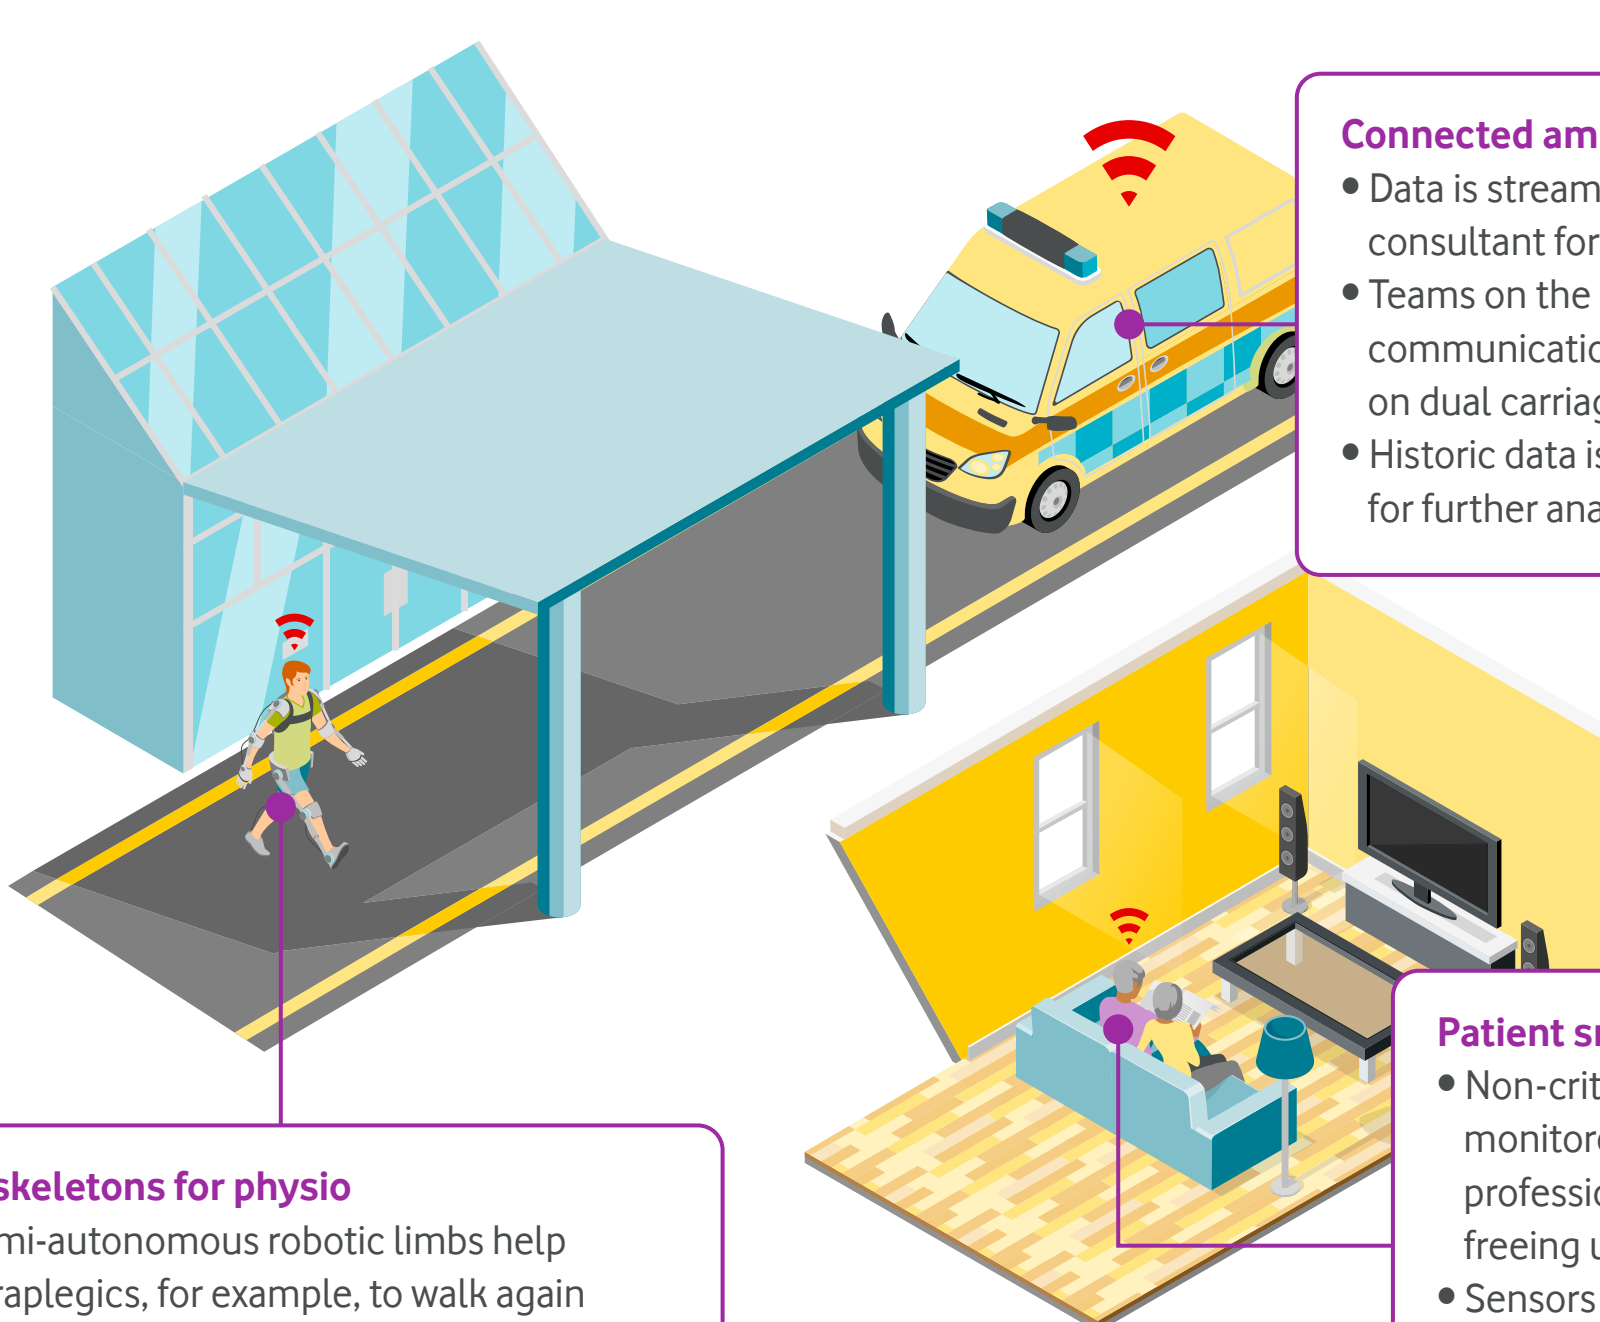 Connected am
• Data is stream
consultant for
• Teams on the
communicatio
on dual carriag
• Historic data is
for further ana
Patient sm
• Non-crit
monitore
professio
freeing u
• Sensors
skeletons for physio
mi-autonomous robotic limbs help
raplegics, for example, to walk again